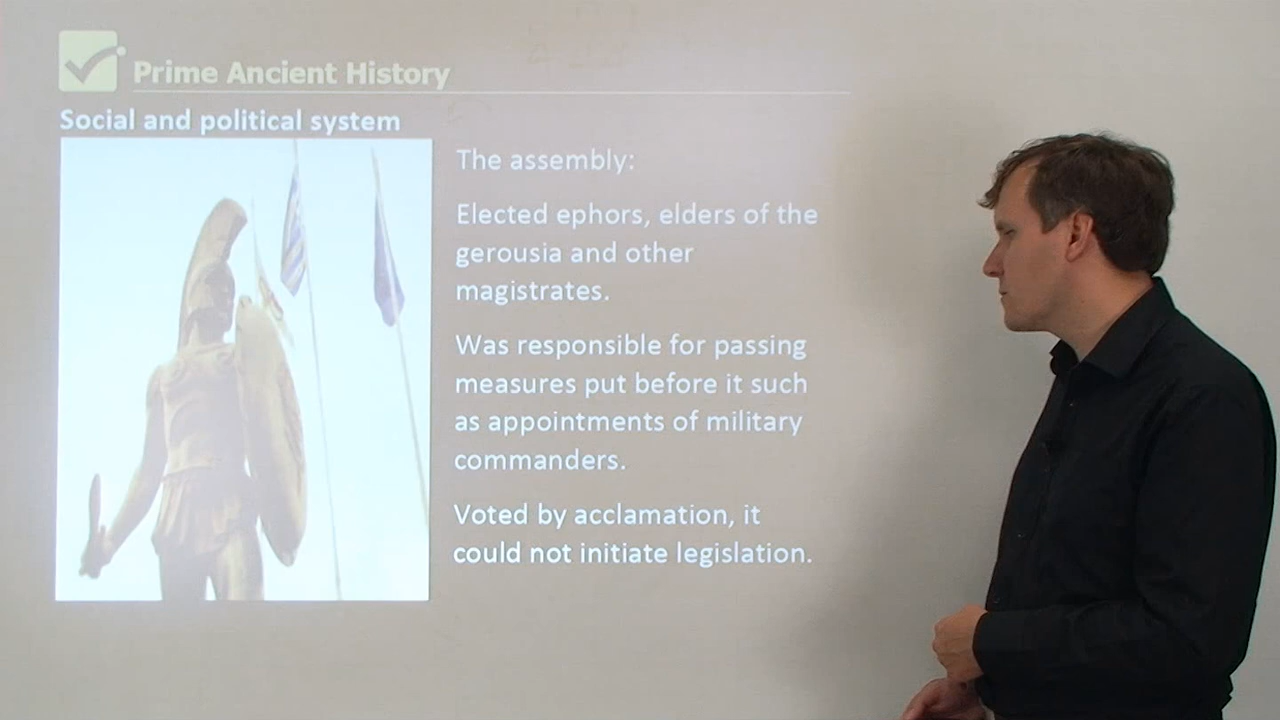 Prime Ancient History
Social and political system
The assembly:
Elected ephors, elders of the
gerousia and other
magistrates.
Was responsible for passing
measures put before it such
as appointments of military
commanders.
Voted by acclamation, it
could not initiate legislation.